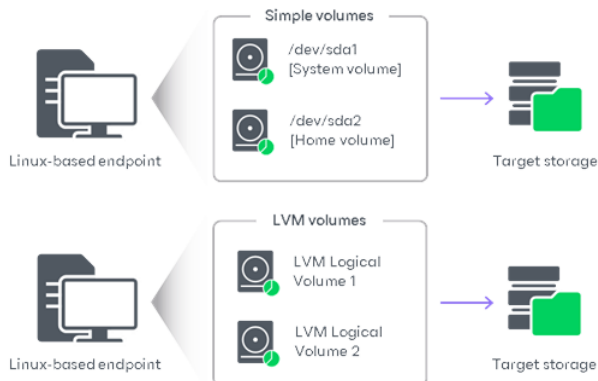 Simple volumes
/dev/sda1
[System volume]
/dev/sda2
[Home volume]
Linux-based endpoint
Target storage
LVM volumes
LVM Logical
Volume 1
LVM Logical
Volume 2
Linux-based endpoint
Target storage